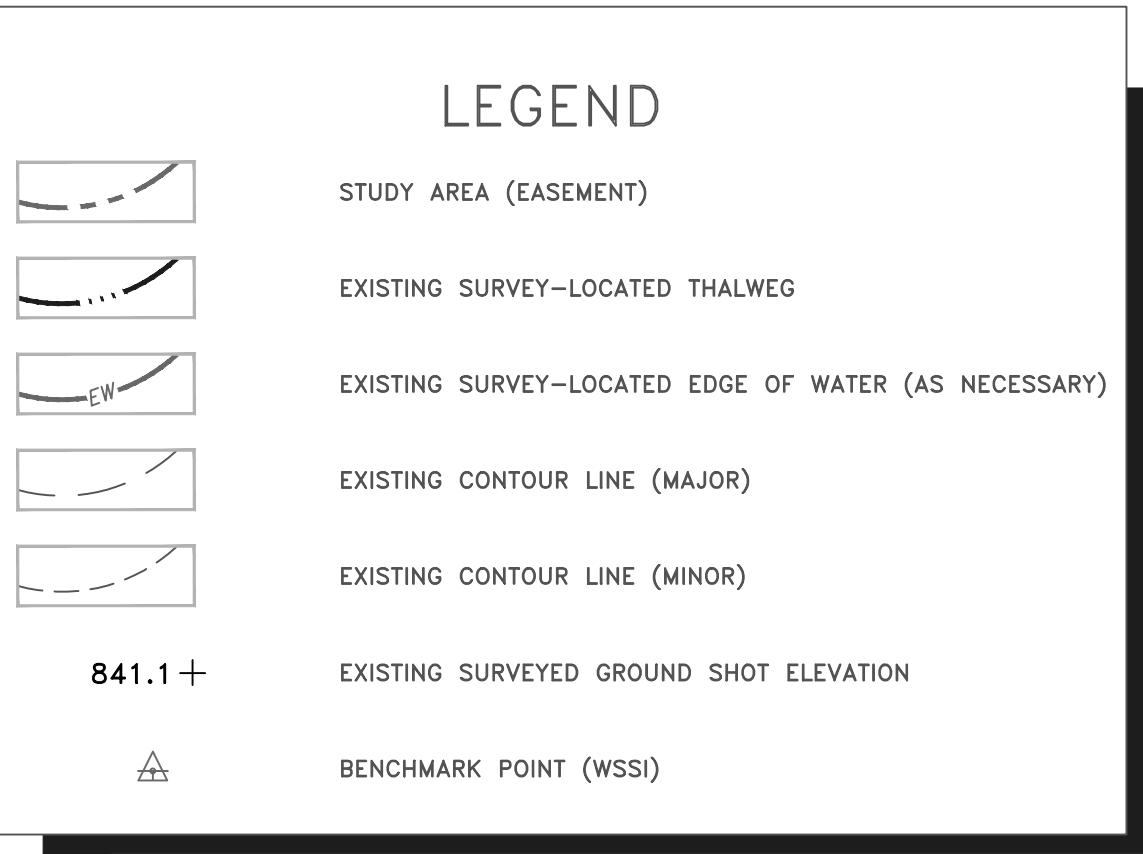 LEGEND
STUDY AREA (EASEMENT)
EXISTING SURVEY-LOCATED THALWEG
EW EXISTING SURVEY-LOCATED EDGE OF WATER (AS NECESSARY)
EXISTING CONTOUR LINE (MAJOR)
EXISTING CONTOUR LINE (MINOR)
841.1+ EXISTING SURVEYED GROUND SHOT ELEVATION
BENCHMARK POINT (WSSI)